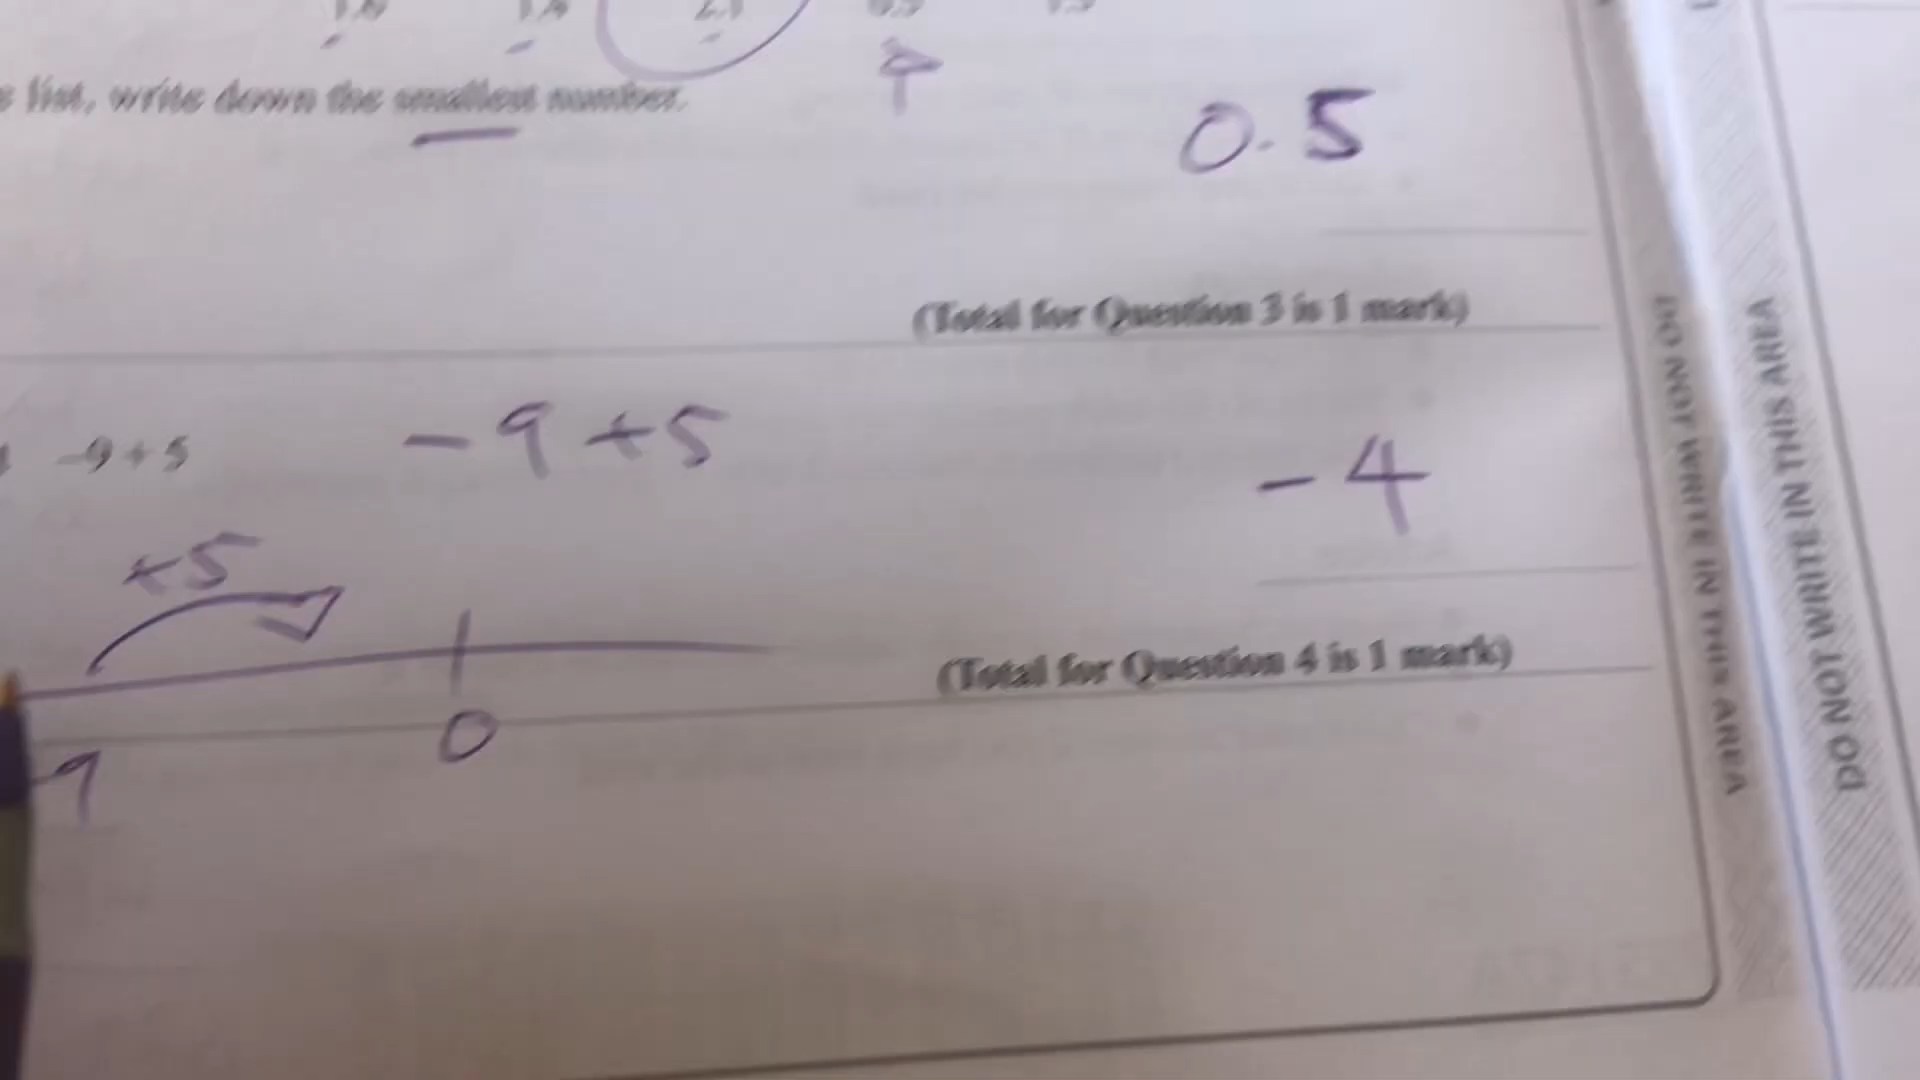 list, write down the smallest number.
0.5
(Total for Question 3 is 1 mark)
-9 + 5
-9 +5
-4
+5
(Total for Question 4 is 1 mark)
0
-9
DO NOT WRITE IN THIS AREA
DO NOT WRITE IN THIS AREA